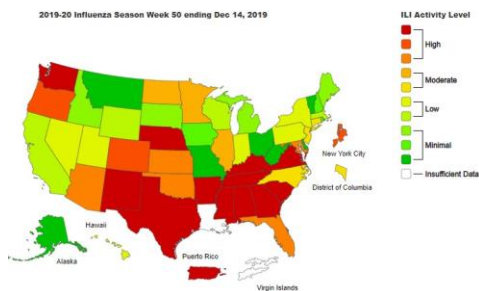 2019-20 Influenza Season Week 50 ending Dec 14, 2019
ILI Activity Level
High
Moderate
Low
Minimal
Insufficient Data
New York City
District of Columbia
Hawaii
Alaska
Puerto Rico
Virgin Islands